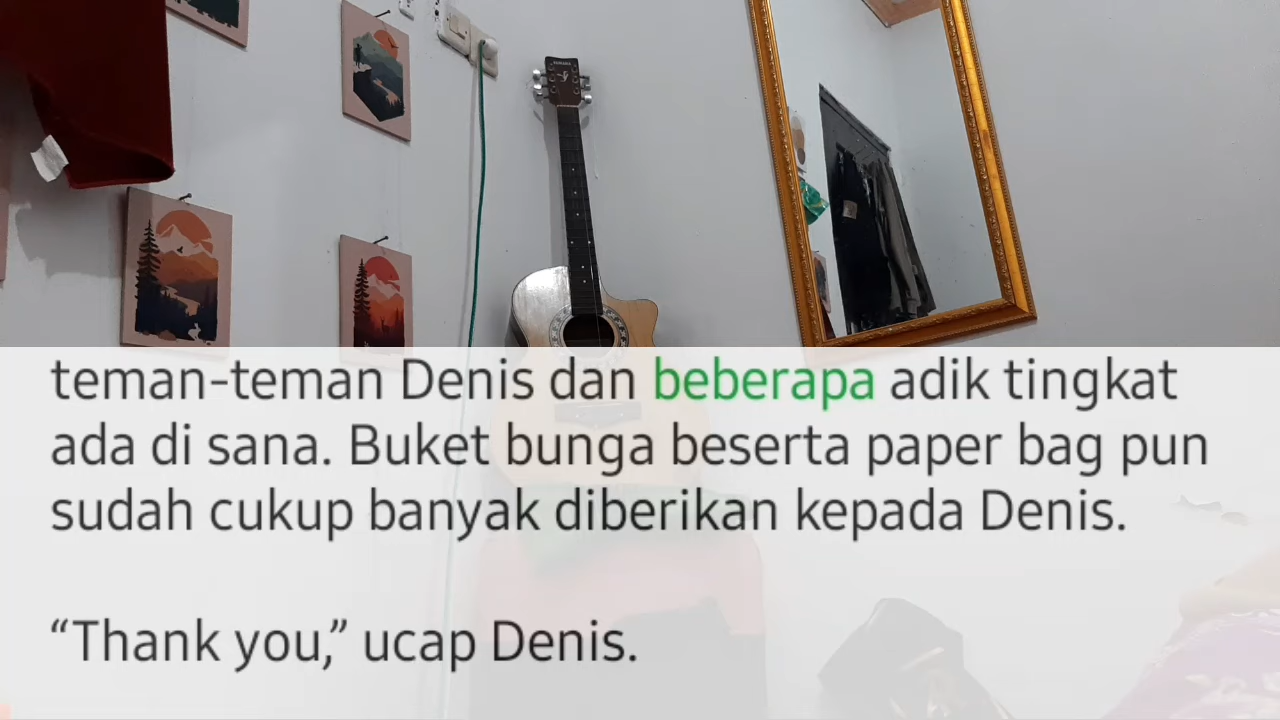 teman-teman Denis dan beberapa adik tingkat
ada di sana. Buket bunga beserta paper bag pun
sudah cukup banyak diberikan kepada Denis.
“Thank you,” ucap Denis.